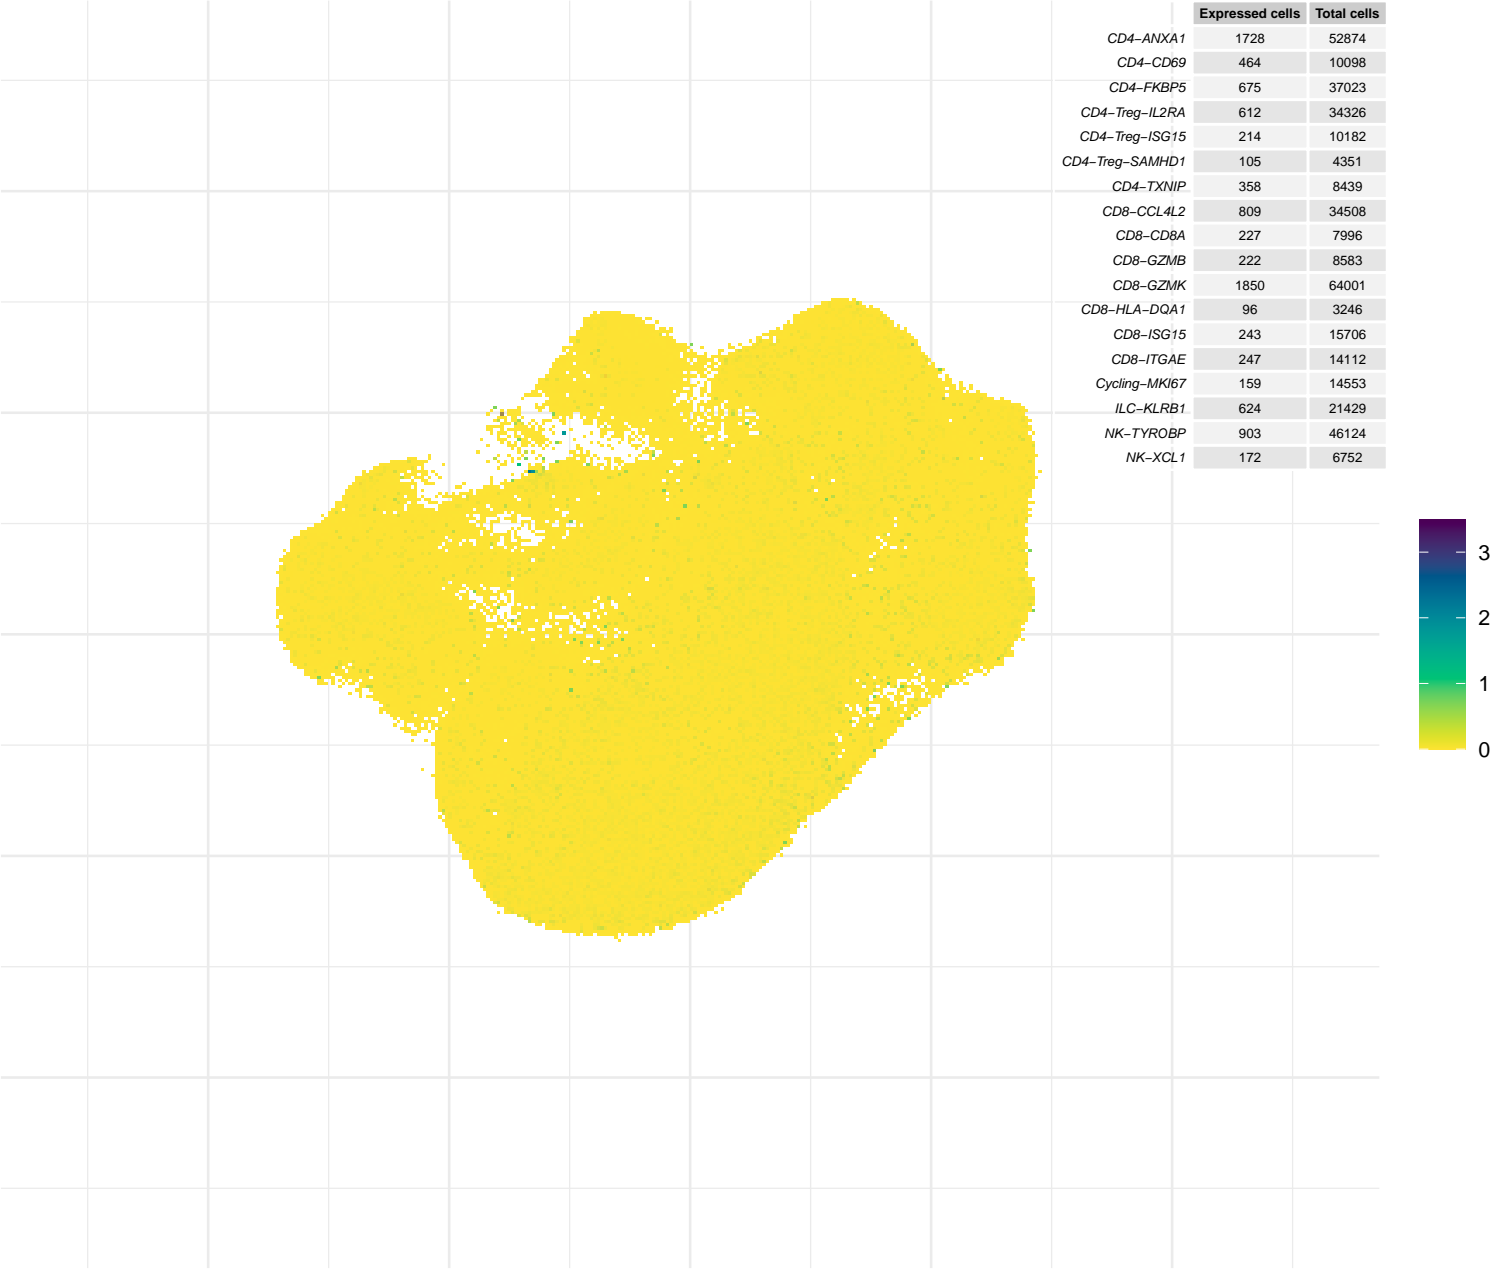 Expressed cells Total cells
CD4−ANXA1 1728 52874
CD4−CD69 464 10098
CD4−FKBP5 675 37023
CD4−Treg−IL2RA 612 34326
CD4−Treg−ISG15 214 10182
CD4−Treg−SAMHD1 105 4351
CD4−TXNIP 358 8439
CD8−CCL4L2 809 34508
CD8−CD8A 227 7996
CD8−GZMB 222 8583
CD8−GZMK 1850 64001
CD8−HLA−DQA1 96 3246
CD8−ISG15 243 15706
CD8−ITGAE 247 14112
Cycling−MKI67 159 14553
ILC−KLRB1 624 21429
NK−TYROBP 903 46124
NK−XCL1 172 6752
3
2
1
0